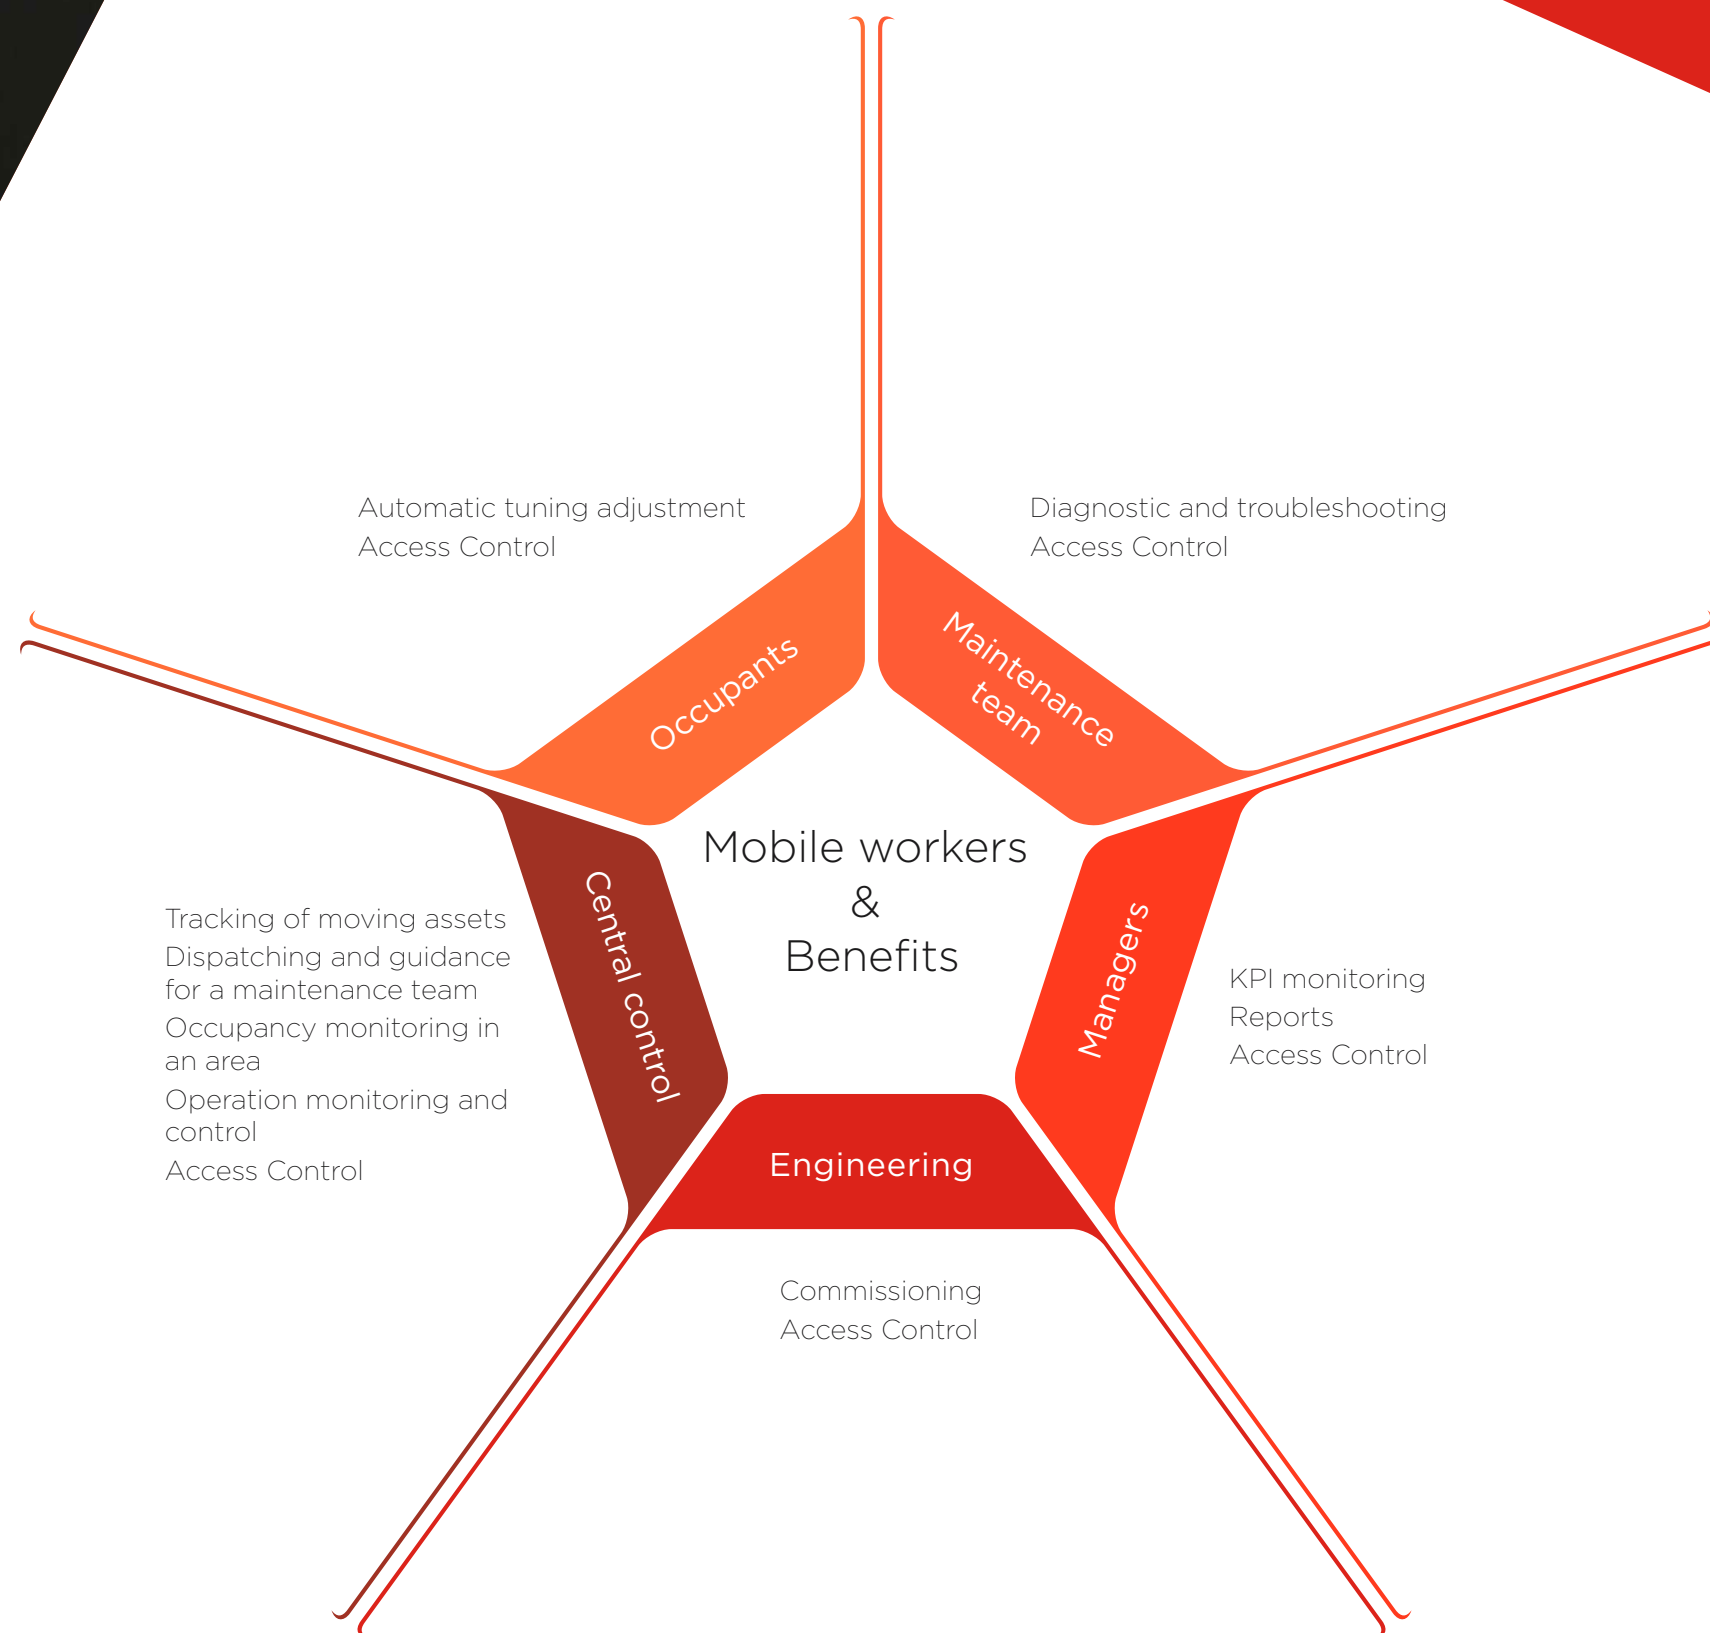 Automatic tuning adjustment
Access Control
Diagnostic and troubleshooting
Access Control
Occupants
Maintenance
team
Mobile workers
&
Benefits
Central control
Managers
Engineering
Tracking of moving assets
Dispatching and guidance
for a maintenance team
Occupancy monitoring in
an area
Operation monitoring and
control
Access Control
KPI monitoring
Reports
Access Control
Commissioning
Access Control